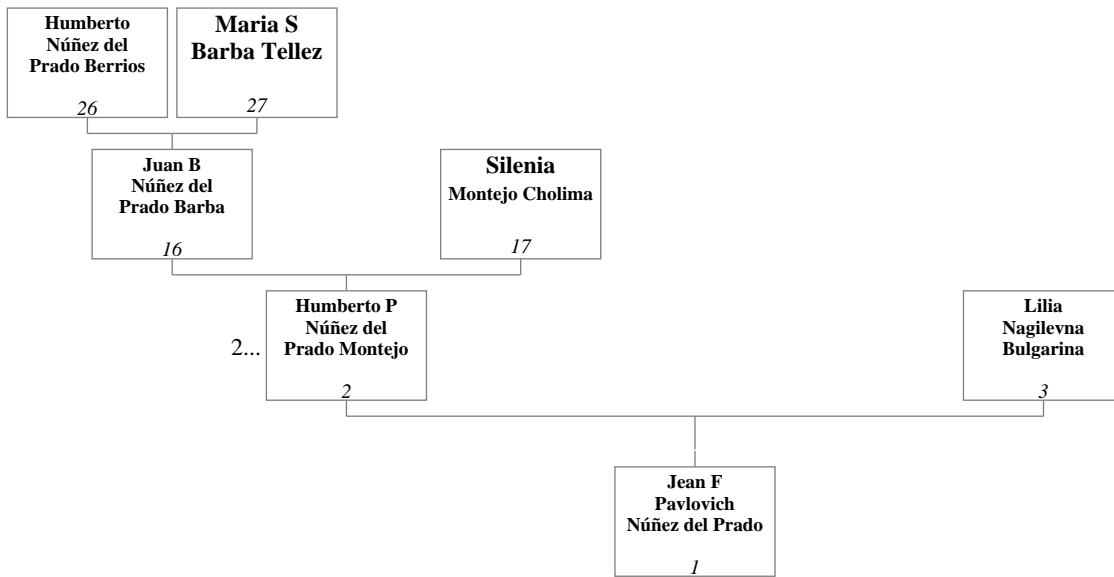 Humberto
Núñez del
Prado Berrios
26
Maria S
Barba Tellez
27
Juan B
Núñez del
Prado Barba
16
Silenia
Montejo Cholima
17
2...
Humberto P
Núñez del
Prado Montejo
2
Lilia
Nagilevna
Bulgarina
3
Jean F
Pavlovich
Núñez del Prado
1